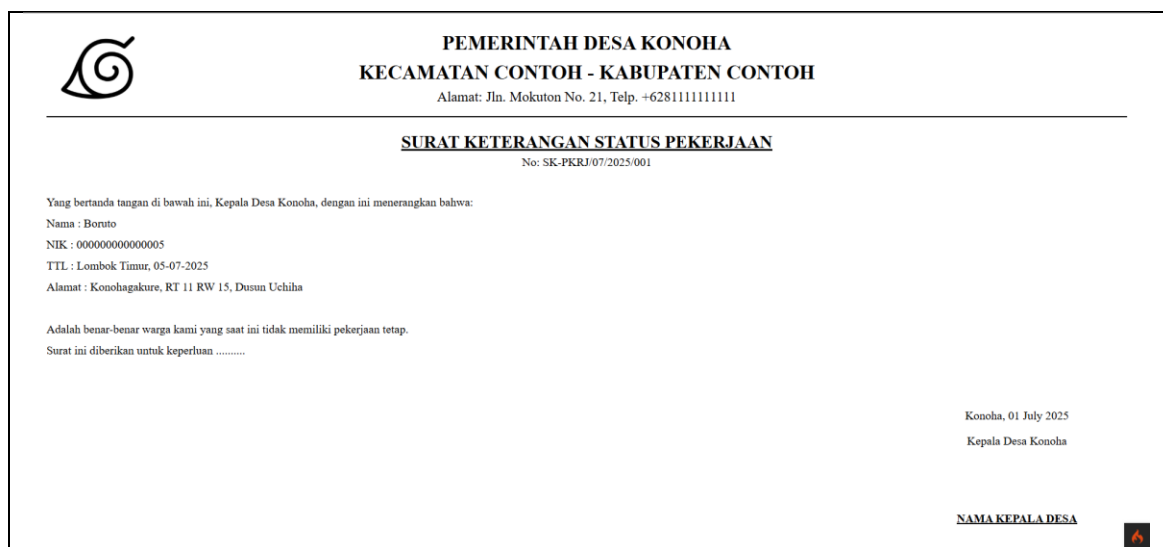 PEMERINTAH DESA KONOHA
KECAMATAN CONTOH - KABUPATEN CONTOH
Alamat: Jln. Mokuton No. 21, Telp. +6281111111111
SURAT KETERANGAN STATUS PEKERJAAN
No: SK-PKRJ/07/2025/001
Yang bertanda tangan di bawah ini, Kepala Desa Konoha, dengan ini menerangkan bahwa:
Nama : Boruto
NIK : 000000000000005
TTL : Lombok Timur, 05-07-2025
Alamat : Konohagakure, RT 11 RW 15, Dusun Uchiha
Adalah benar-benar warga kami yang saat ini tidak memiliki pekerjaan tetap.
Surat ini diberikan untuk keperluan ..........
Konoha, 01 July 2025
Kepala Desa Konoha
NAMA KEPALA DESA